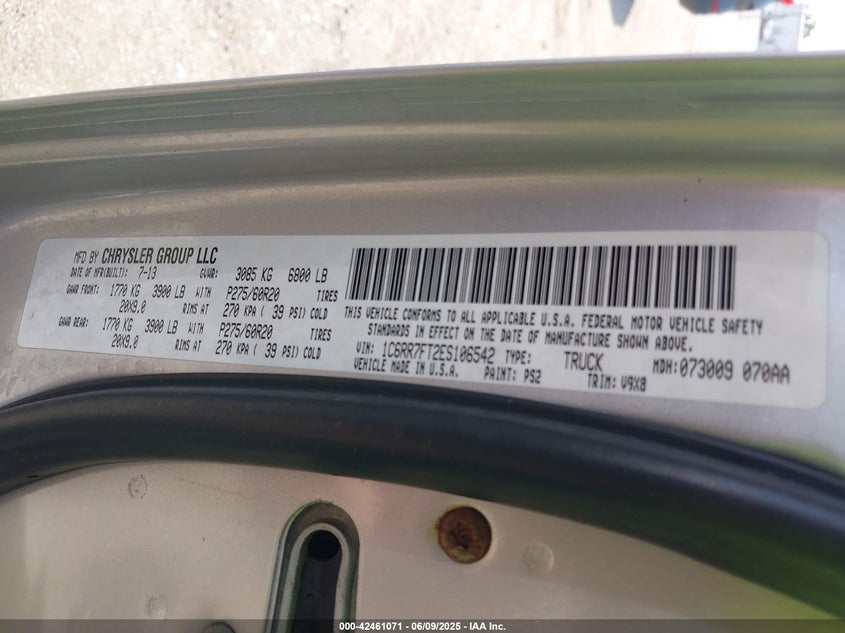 MFD BY CHRYSLER GROUP LLC
DATE OF MFR(BUILT): 7-13 GVWR: 3085 KG 6800 LB
GAWR FRONT: 1770 KG 3900 LB WITH P275/60R20 TIRES
20X9.0 RIMS AT 270 KPA ( 39 PSI) COLD
GAWR REAR: 1770 KG 3900 LB WITH P275/60R20 TIRES
20X9.0 RIMS AT 270 KPA ( 39 PSI) COLD
THIS VEHICLE CONFORMS TO ALL APPLICABLE U.S.A. FEDERAL MOTOR VEHICLE SAFETY
STANDARDS IN EFFECT ON THE DATE OF MANUFACTURE SHOWN ABOVE.
VIN: 1C6RR7FT2ES106542 TYPE: TRUCK MDH:073009 070AA
VEHICLE MADE IN U.S.A. PAINT: PS2 TRIM: V9X8
000-42461071 - 06/09/2025 - IAA Inc.